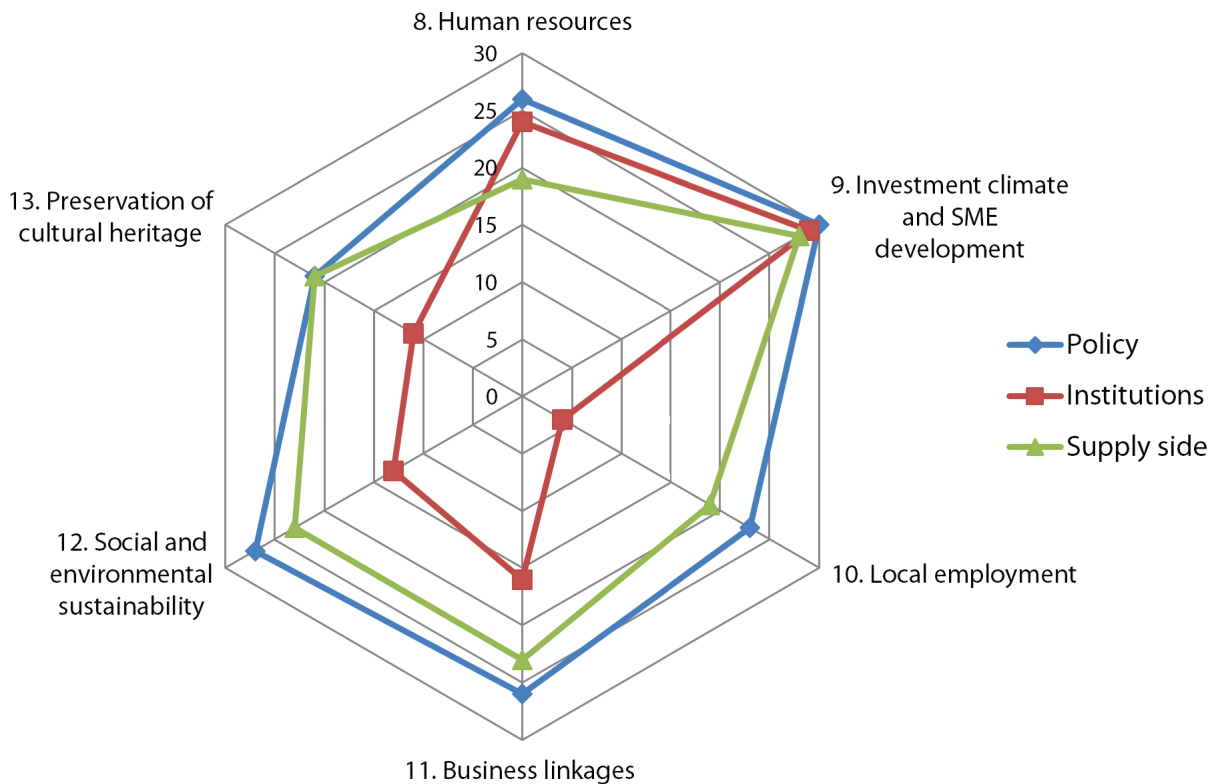 8. Human resources
30
25
20
15
10
5
0
9. Investment climate
and SME
development
10. Local employment
11. Business linkages
12. Social and
environmental
sustainability
13. Preservation of
cultural heritage
Policy
Institutions
Supply side